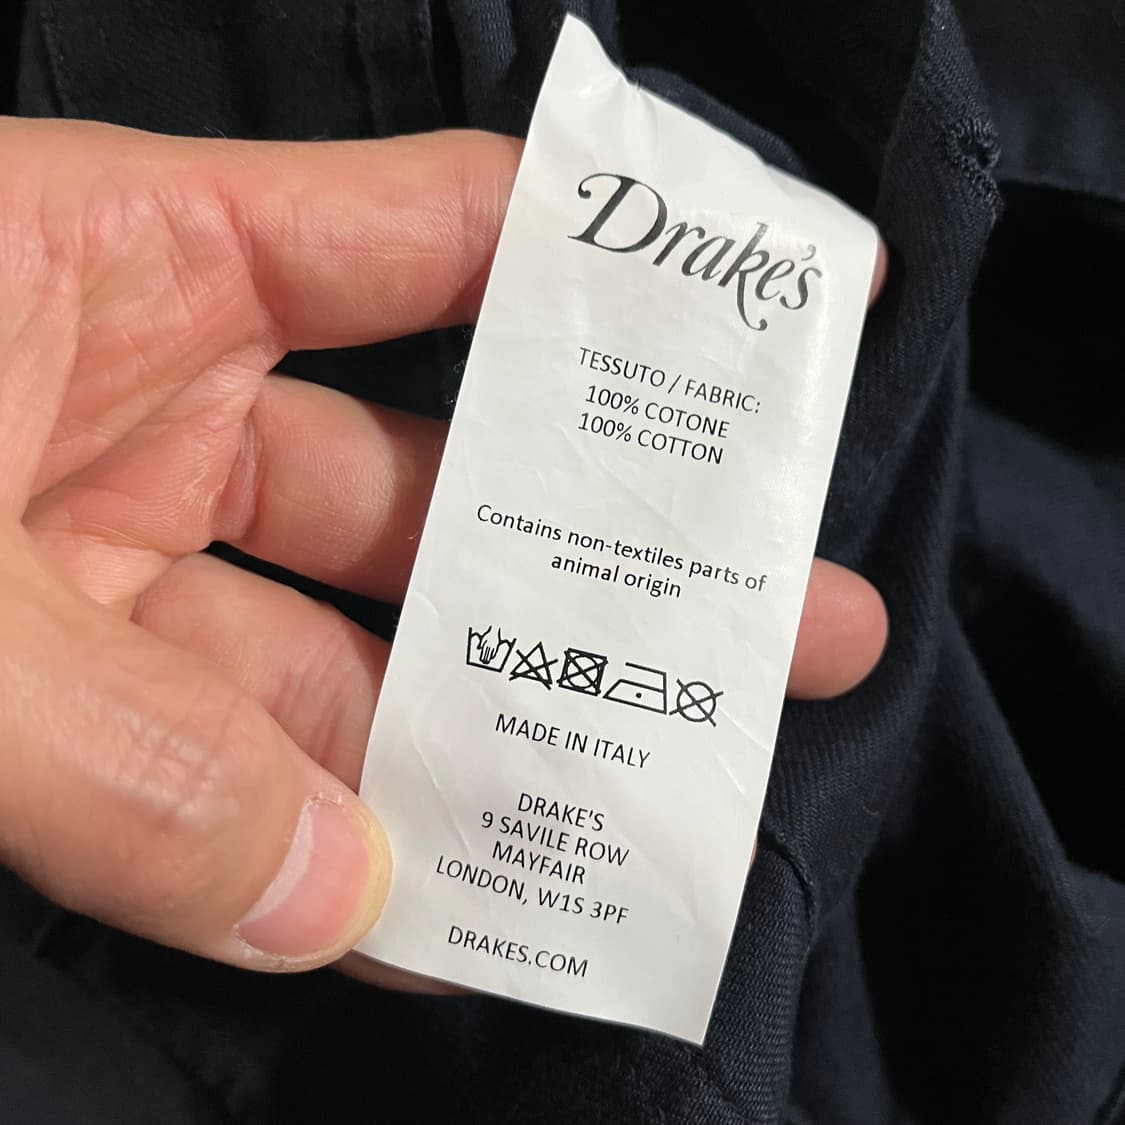 Drake's
TESSUTO / FABRIC:
100% COTONE
100% COTTON
Contains non-textiles parts of
animal origin
MADE IN ITALY
DRAKE'S
9 SAVILE ROW
MAYFAIR
LONDON, W1S 3PF
DRAKES.COM